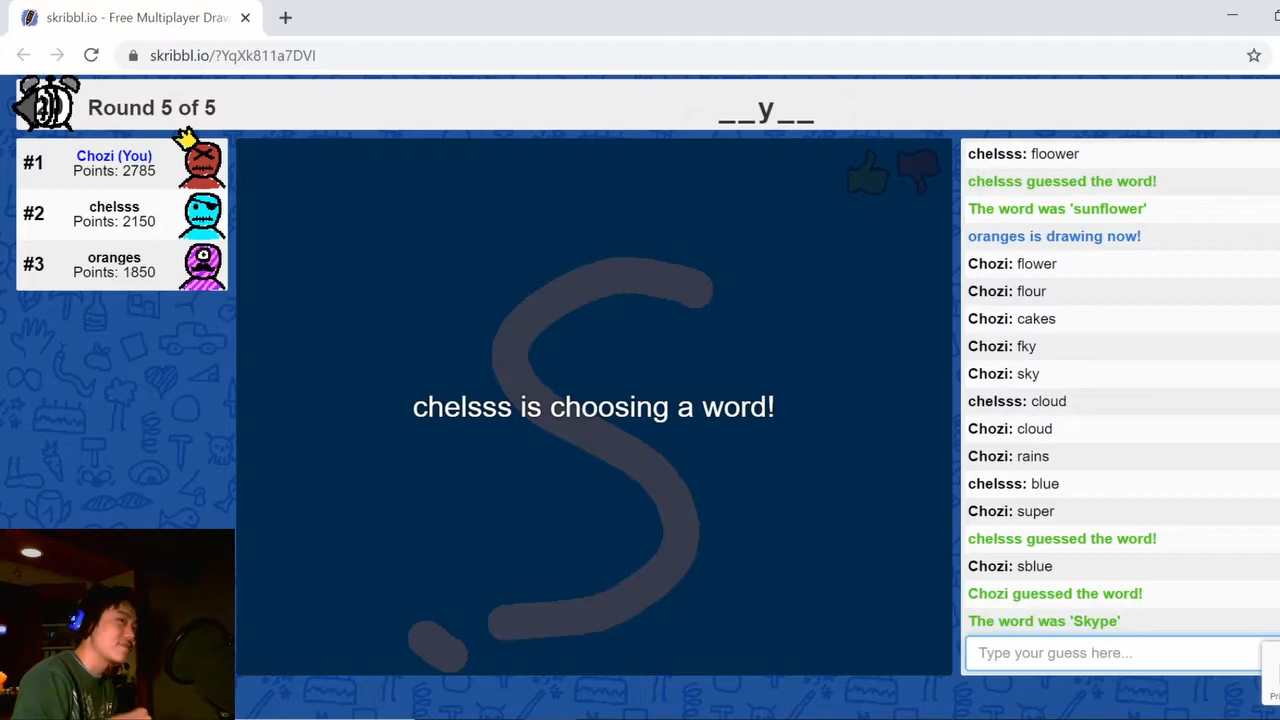 skribbl.io - Free Multiplayer Draw
skribbl.io/?YqXk811a7DVI
Round 5 of 5
__y__
#1
Chozi (You)
Points: 2785
#2
chelsss
Points: 2150
#3
oranges
Points: 1850
chelsss is choosing a word!
chelsss: floower
chelsss guessed the word!
The word was 'sunflower'
oranges is drawing now!
Chozi: flower
Chozi: flour
Chozi: cakes
Chozi: fky
Chozi: sky
chelsss: cloud
Chozi: cloud
Chozi: rains
chelsss: blue
Chozi: super
chelsss guessed the word!
Chozi: sblue
Chozi guessed the word!
The word was 'Skype'
Type your guess here...